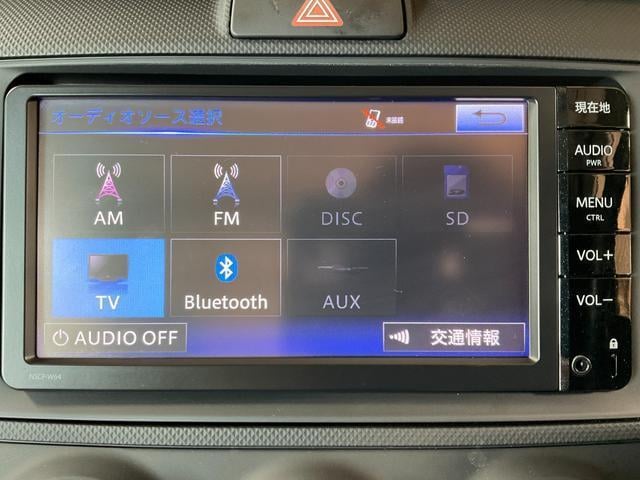 オーディオソース選択
未接続
AM
FM
DISC
SD
TV
Bluetooth
AUX
AUDIO OFF
交通情報
NSCP-W64
現在地
AUDIO
PWR
MENU
CTRL
VOL+
VOL−